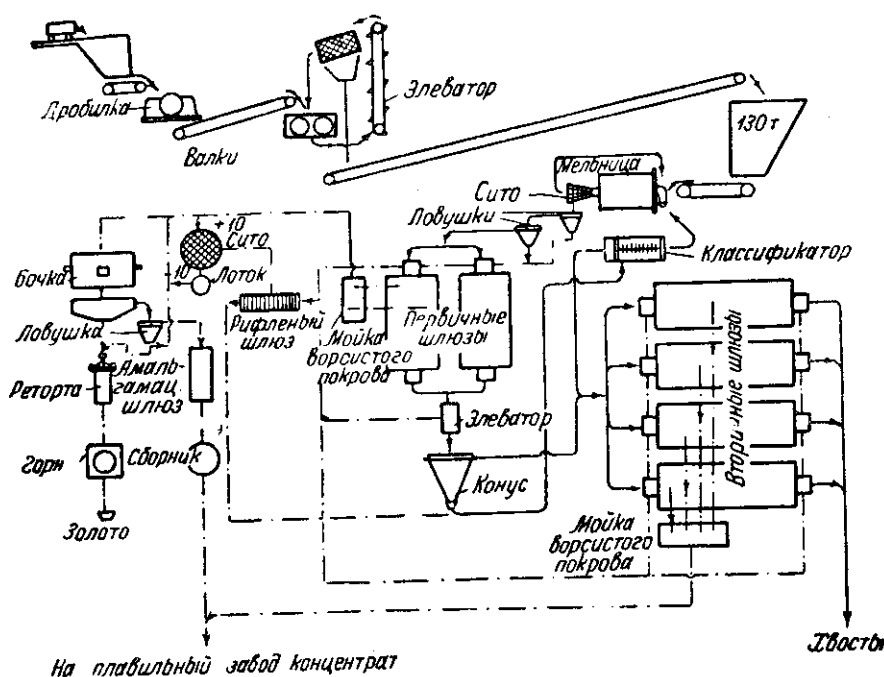 Дробилка
Валки
Элеватор
130 т
Мельница
Сито
Ловушки
Классификатор
+10
Сито
Бочка
10
Лоток
Ловушка
Рифленый
шлюз
Мойка
ворсистого
покрова
Первичные
шлюзы
Вторичные шлюзы
Реторта
Амаль-
гамац.
шлюз
Элеватор
Горн
Сборник
Конус
Золото
Мойка
ворсистого
покрова
Хвосты
На плавильный завод концентрат